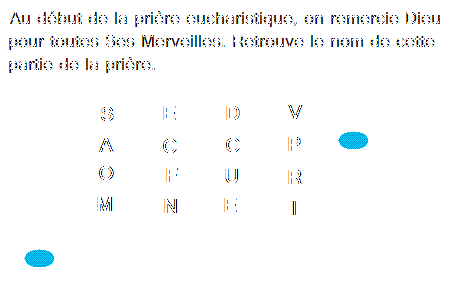 Au début de la prière eucharistique, on remercie Dieu
pour toutes Ses Merveilles. Retrouve le nom de cette
partie de la prière.
S E D V
A C C P
O F U R
M N E I